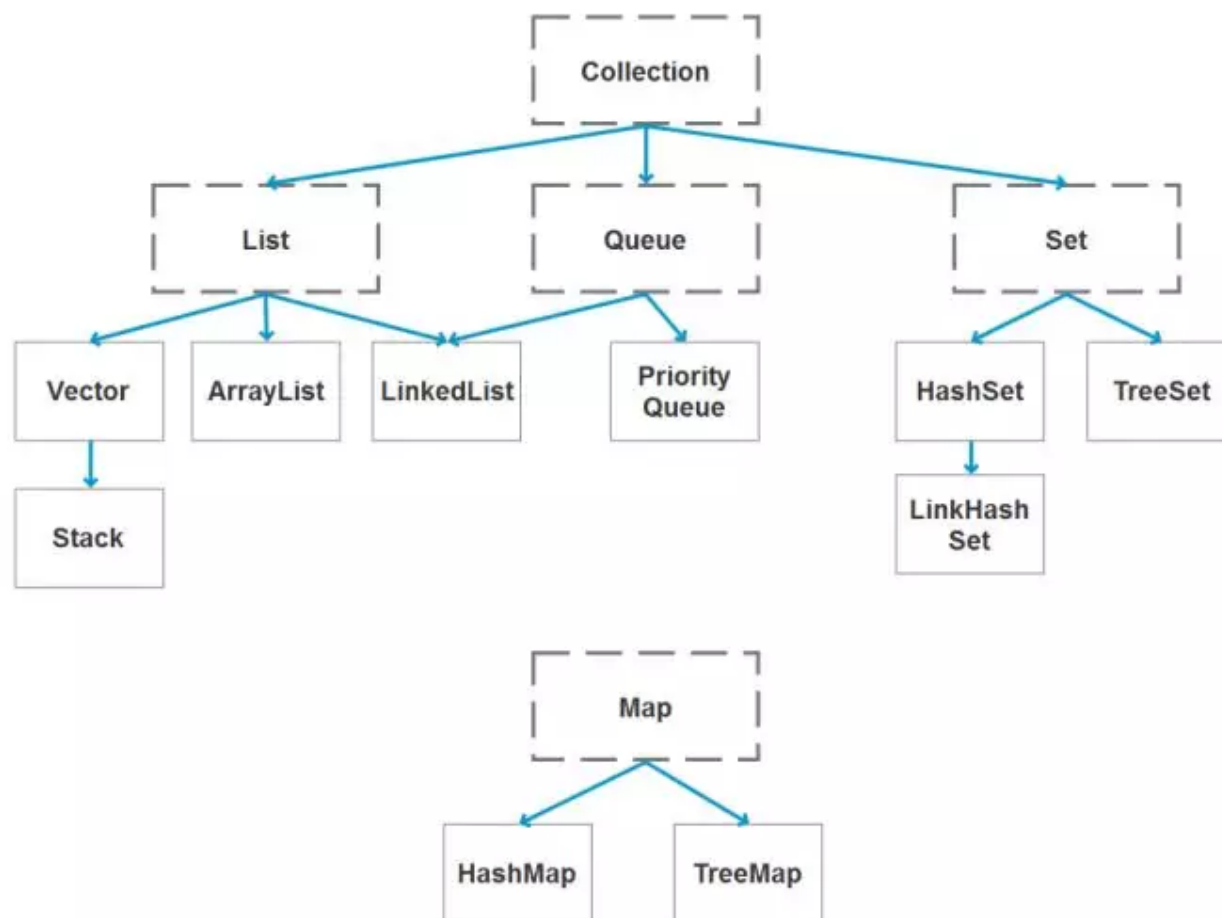 Collection
List
Queue
Set
Vector
ArrayList
LinkedList
Priority
Queue
HashSet
TreeSet
Stack
LinkHash
Set
Map
HashMap
TreeMap